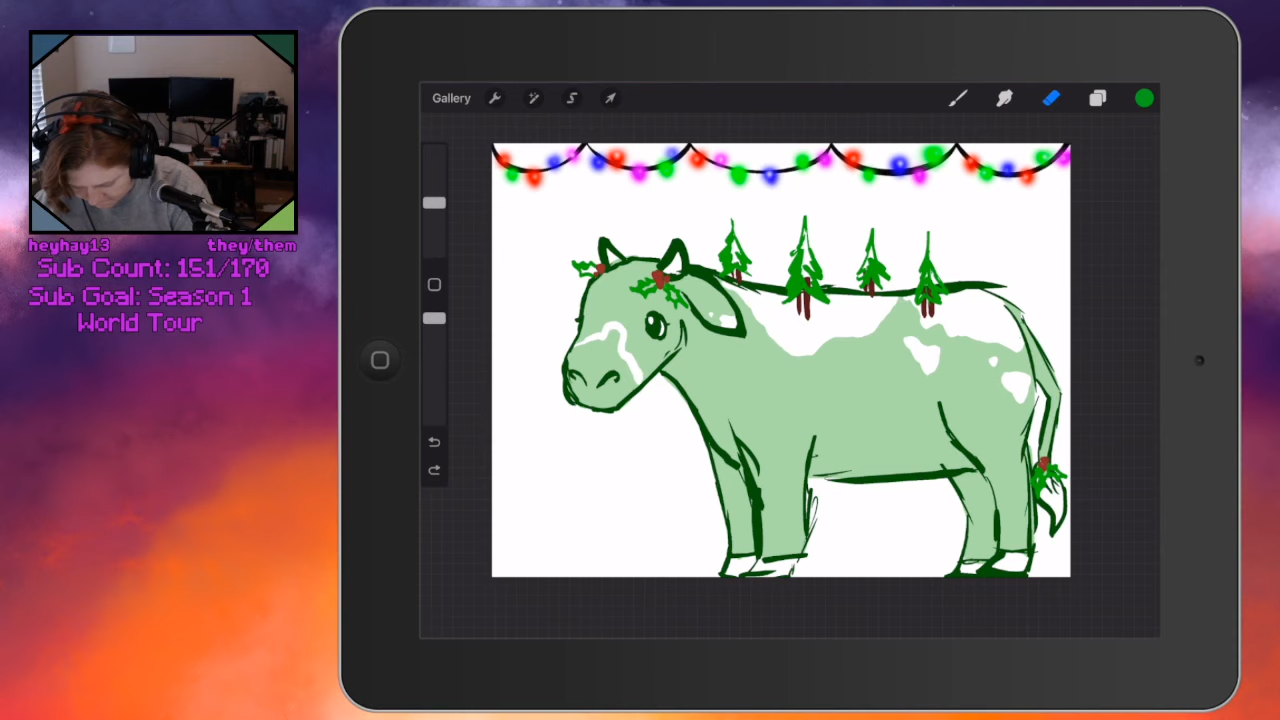 Gallery
heyhay13 they/them
Sub Count: 151/170
Sub Goal: Season 1
World Tour